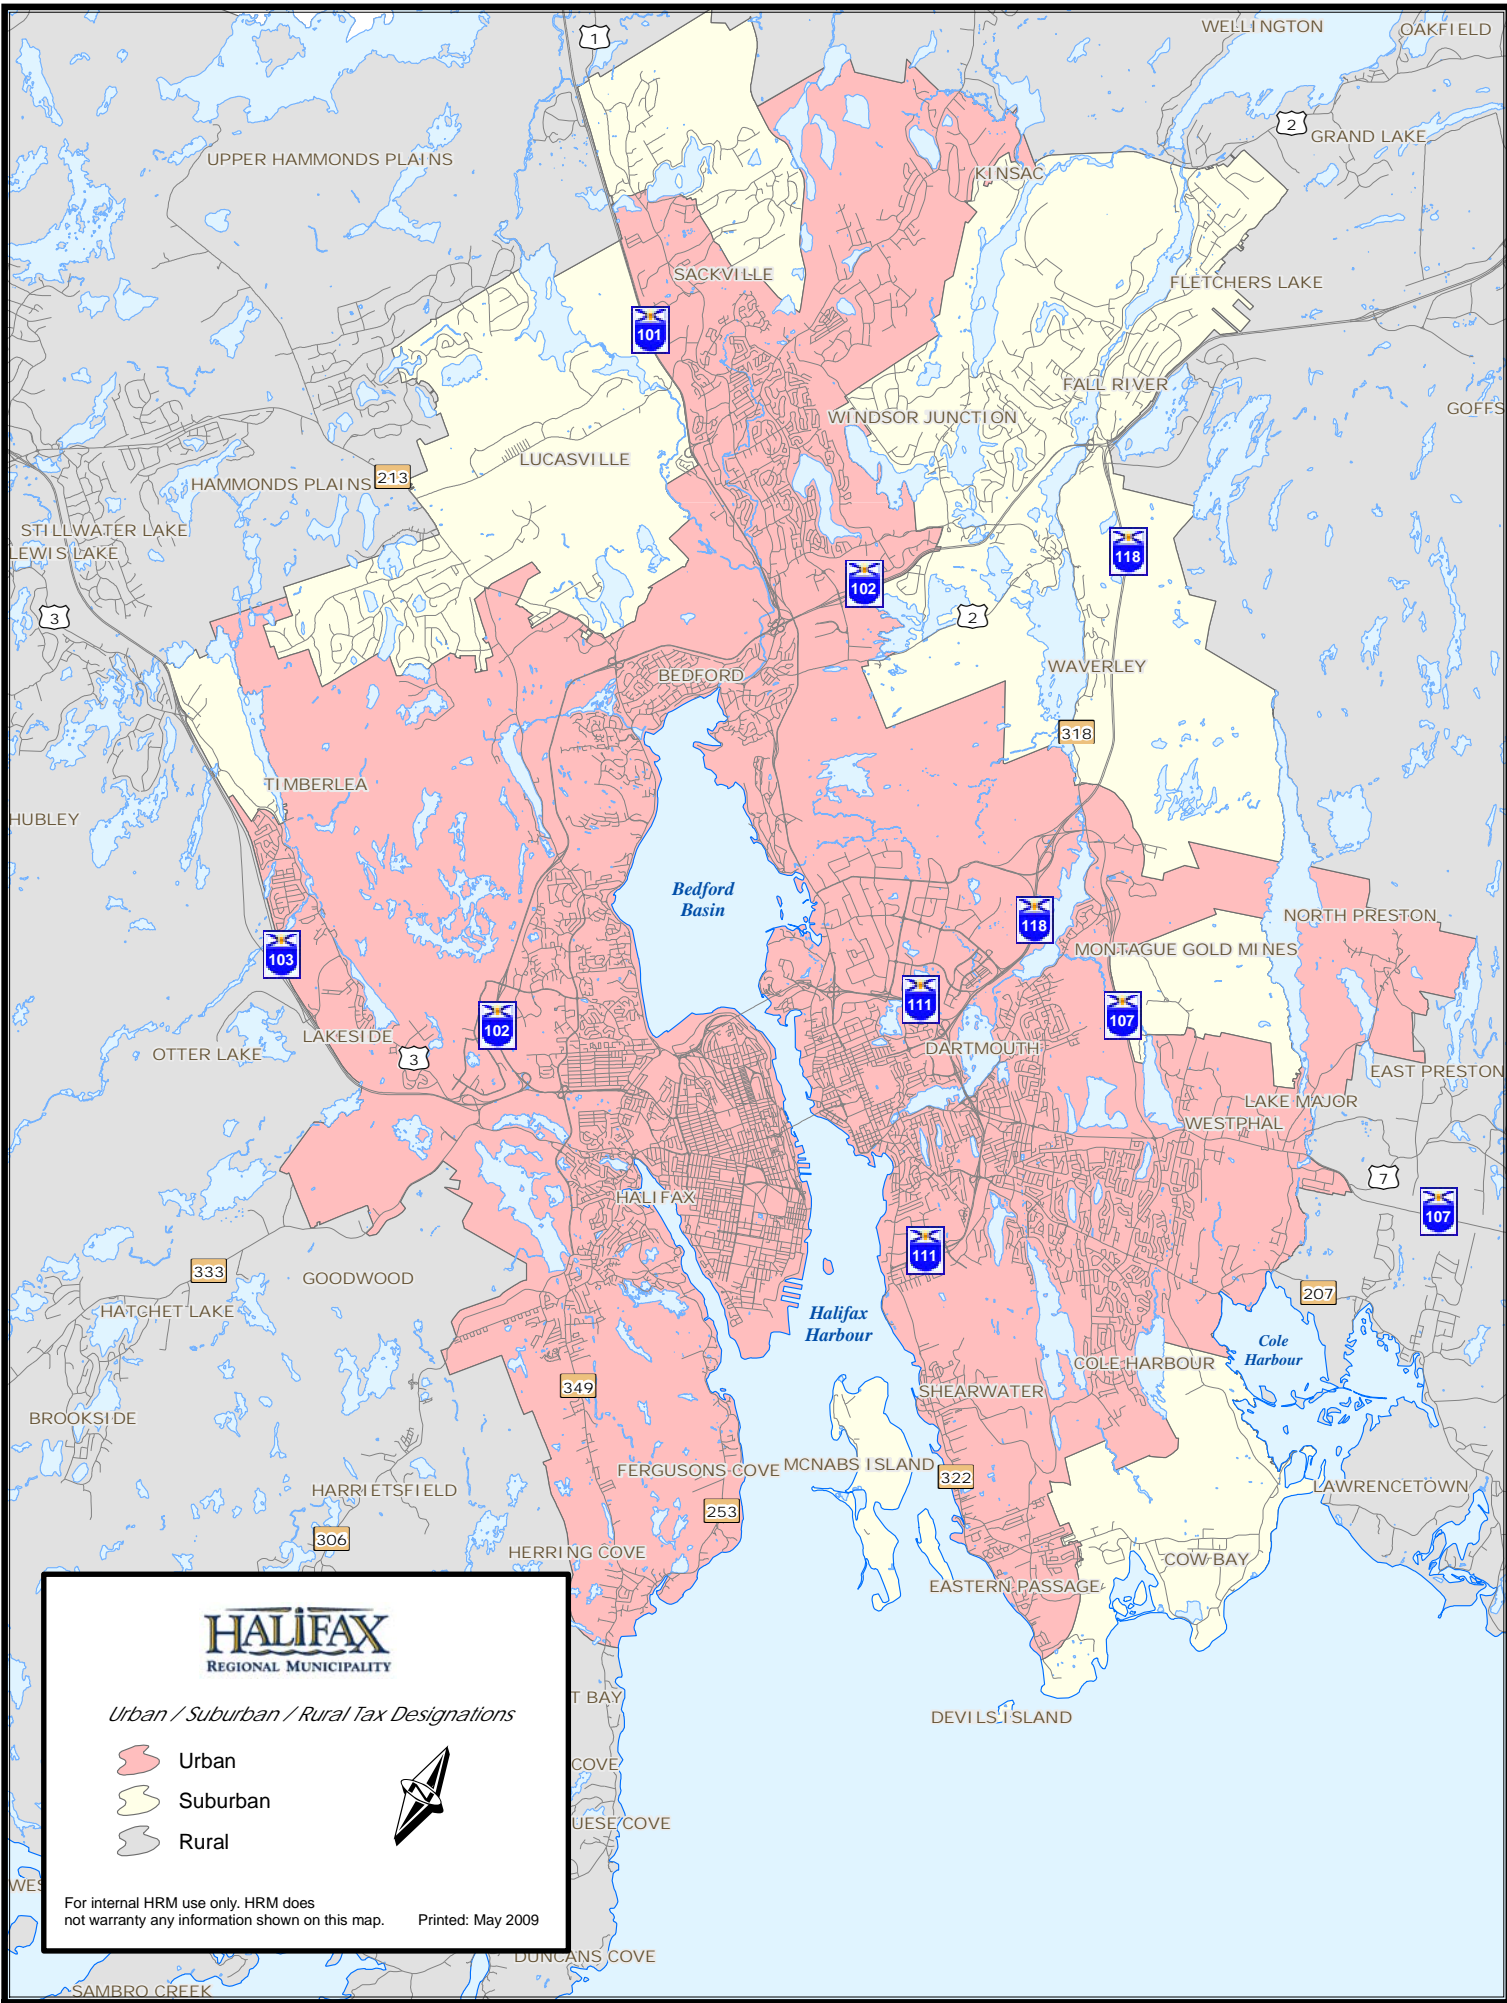 WELLINGTON
OAKFIELD
1
2
GRAND LAKE
UPPER HAMMONDS PLAINS
KINSAC
SACKVILLE
FLETCHERS LAKE
101
FALL RIVER
GOFFS
WINDSOR JUNCTION
LUCASVILLE
HAMMONDS PLAINS
213
STILLWATER LAKE
LEWIS LAKE
118
102
3
2
WAVERLEY
BEDFORD
318
TIMBERLEA
HUBLEY
Bedford
Basin
NORTH PRESTON
118
MONTAGUE GOLD MINES
103
111
107
102
LAKESIDE
OTTER LAKE
3
DARTMOUTH
EAST PRESTON
LAKE MAJOR
WESTPHAL
7
HALIFAX
107
111
333
GOODWOOD
207
HATCHET LAKE
Halifax
Harbour
Cole
Harbour
COLE HARBOUR
349
SHEARWATER
BROOKSIDE
FERGUSONS COVE
MCNABS ISLAND
322
HARRIETSFIELD
LAWRENCETOWN
253
306
HERRING COVE
COW BAY
EASTERN PASSAGE
HALIFAX
REGIONAL MUNICIPALITY
T BAY
Urban / Suburban / Rural Tax Designations
DEVILS ISLAND
Urban
COVE
Suburban
N
UESE COVE
Rural
WES
For internal HRM use only. HRM does
not warranty any information shown on this map. Printed: May 2009
DUNCANS COVE
SAMBRO CREEK